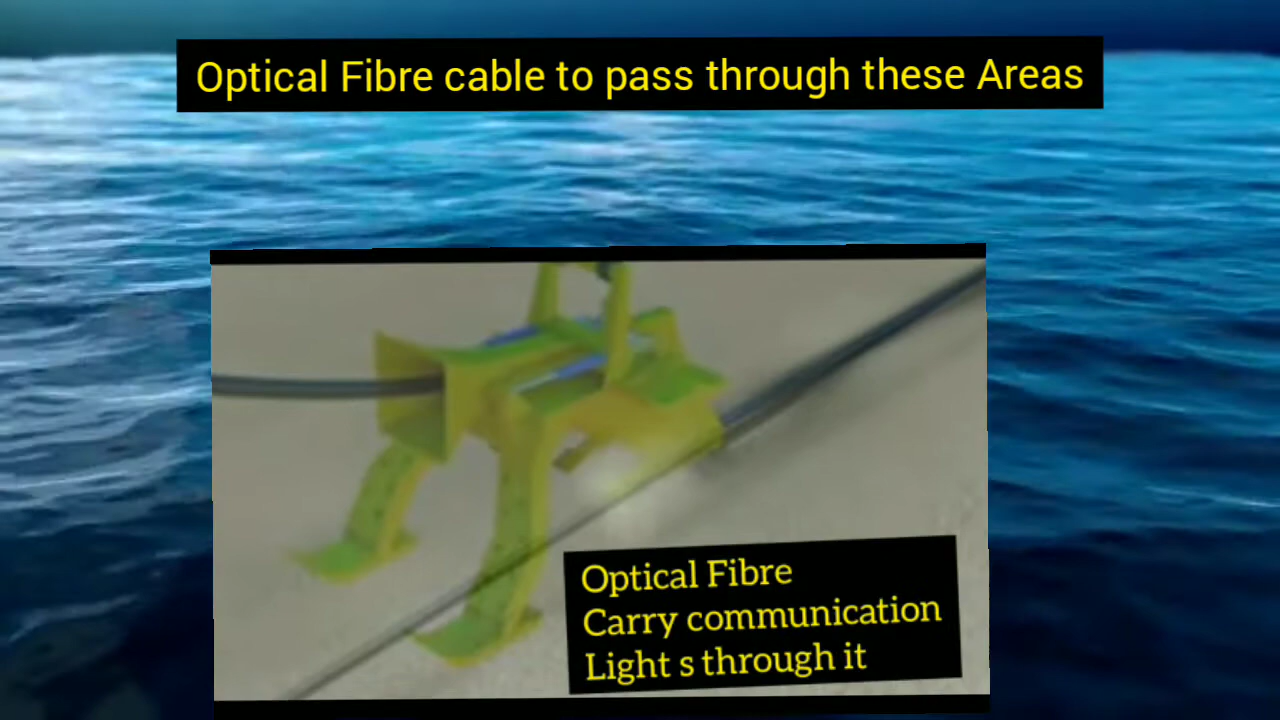 Optical Fibre cable to pass through these Areas
Optical Fibre
Carry communication
Light s through it